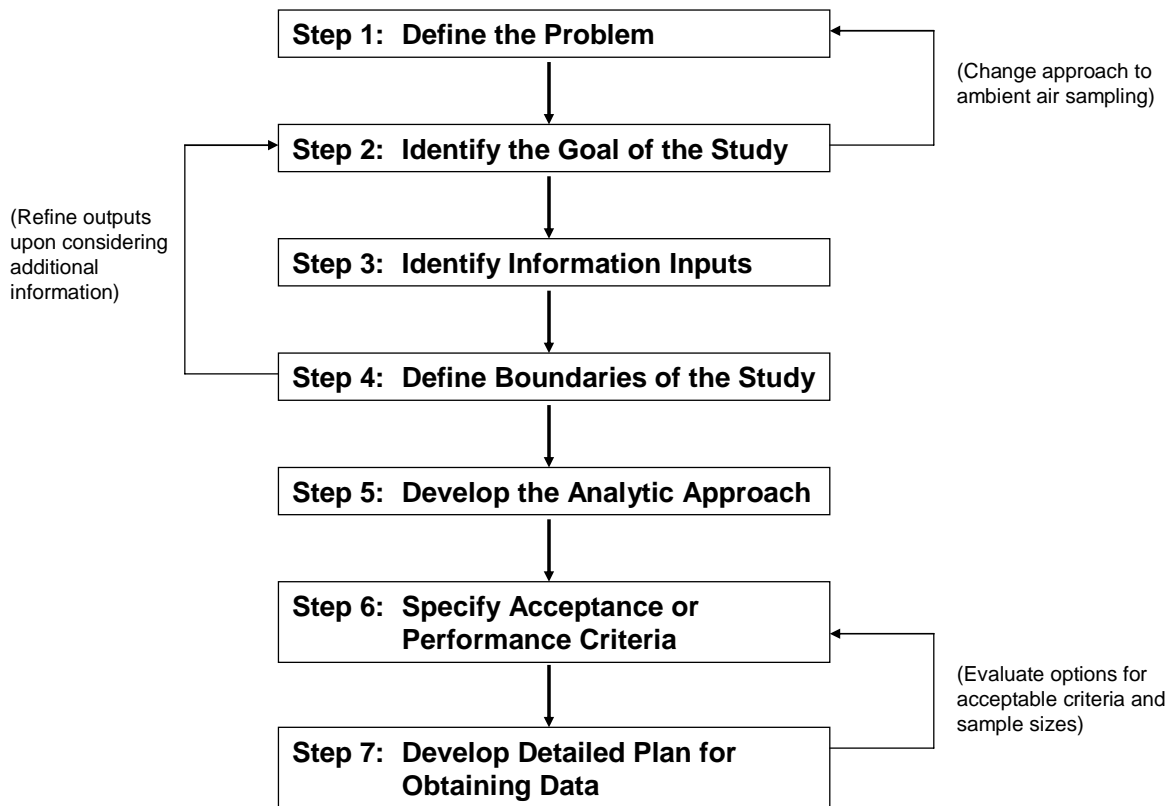 Step 1: Define the Problem
(Change approach to
ambient air sampling)
Step 2: Identify the Goal of the Study
(Refine outputs
upon considering
additional
information)
Step 3: Identify Information Inputs
Step 4: Define Boundaries of the Study
Step 5: Develop the Analytic Approach
Step 6: Specify Acceptance or
Performance Criteria
(Evaluate options for
acceptable criteria and
sample sizes)
Step 7: Develop Detailed Plan for
Obtaining Data